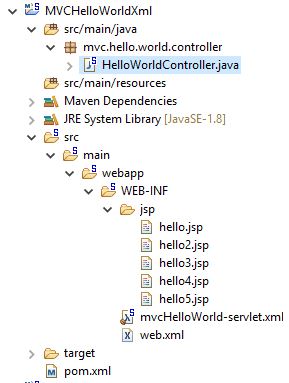 MVCHelloWorldXml
src/main/java
mvc.hello.world.controller
HelloWorldController.java
src/main/resources
Maven Dependencies
JRE System Library [JavaSE-1.8]
src
main
webapp
WEB-INF
jsp
hello.jsp
hello2.jsp
hello3.jsp
hello4.jsp
hello5.jsp
mvcHelloWorld-servlet.xml
web.xml
target
pom.xml